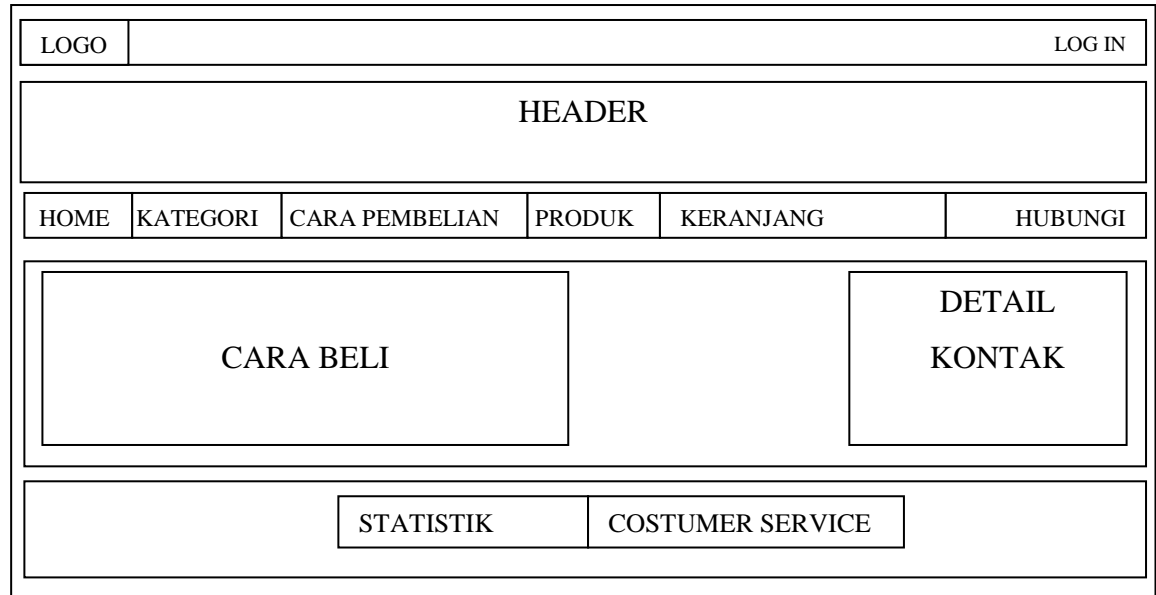 LOGO LOG IN
HEADER
HOME KATEGORI CARA PEMBELIAN PRODUK KERANJANG HUBUNGI
CARA BELI
DETAIL
KONTAK
STATISTIK COSTUMER SERVICE